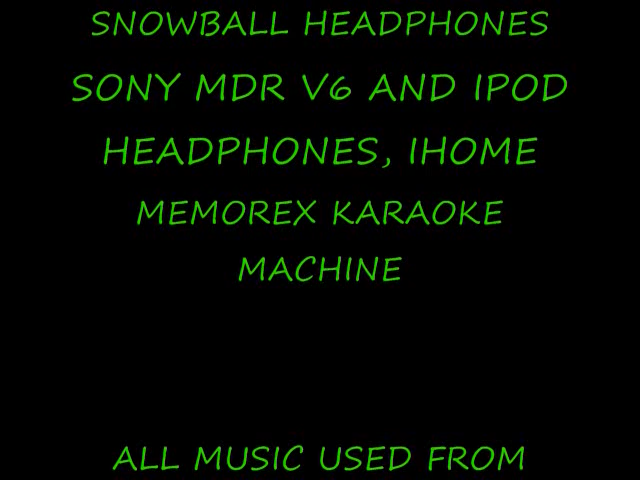 SNOWBALL HEADPHONES
SONY MDR V6 AND IPOD
HEADPHONES, IHOME
MEMOREX KARAOKE
MACHINE
ALL MUSIC USED FROM